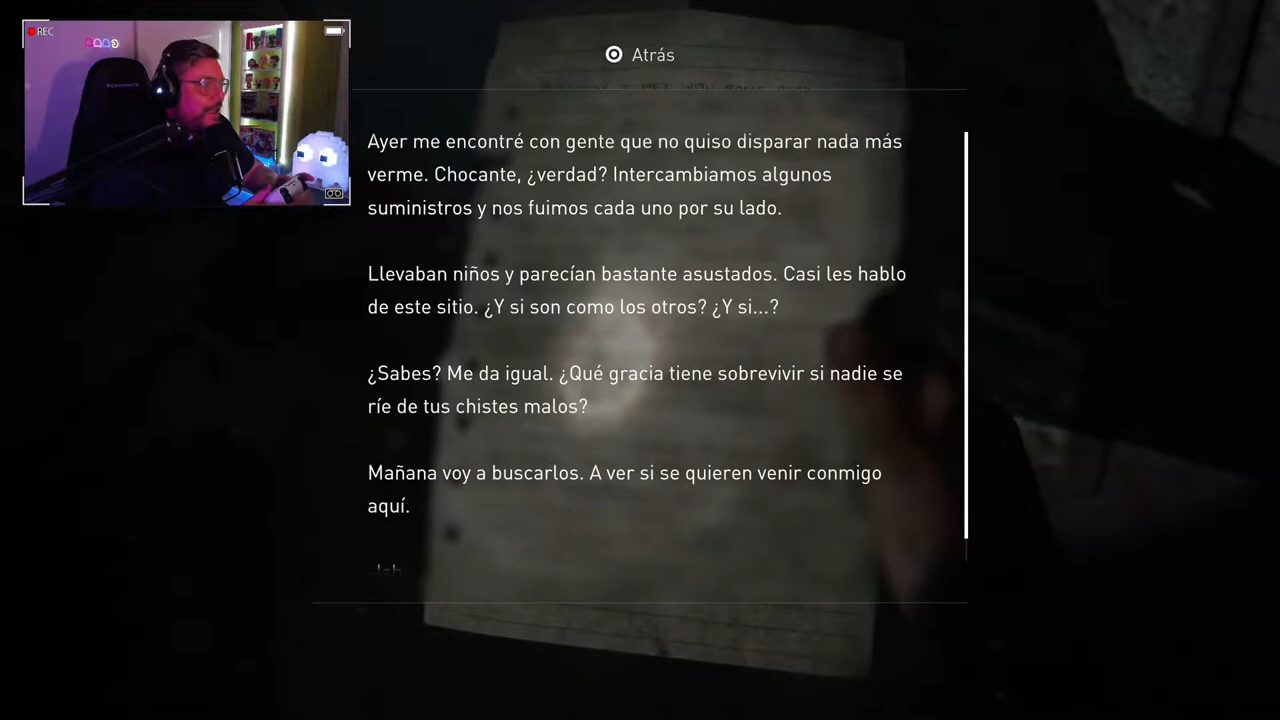 REC
Atrás
Ayer me encontré con gente que no quiso disparar nada más
verme. Chocante, ¿verdad? Intercambiamos algunos
suministros y nos fuimos cada uno por su lado.
Llevaban niños y parecían bastante asustados. Casi les hablo
de este sitio. ¿Y si son como los otros? ¿Y si...?
¿Sabes? Me da igual. ¿Qué gracia tiene sobrevivir si nadie se
ríe de tus chistes malos?
Mañana voy a buscarlos. A ver si se quieren venir conmigo
aquí.